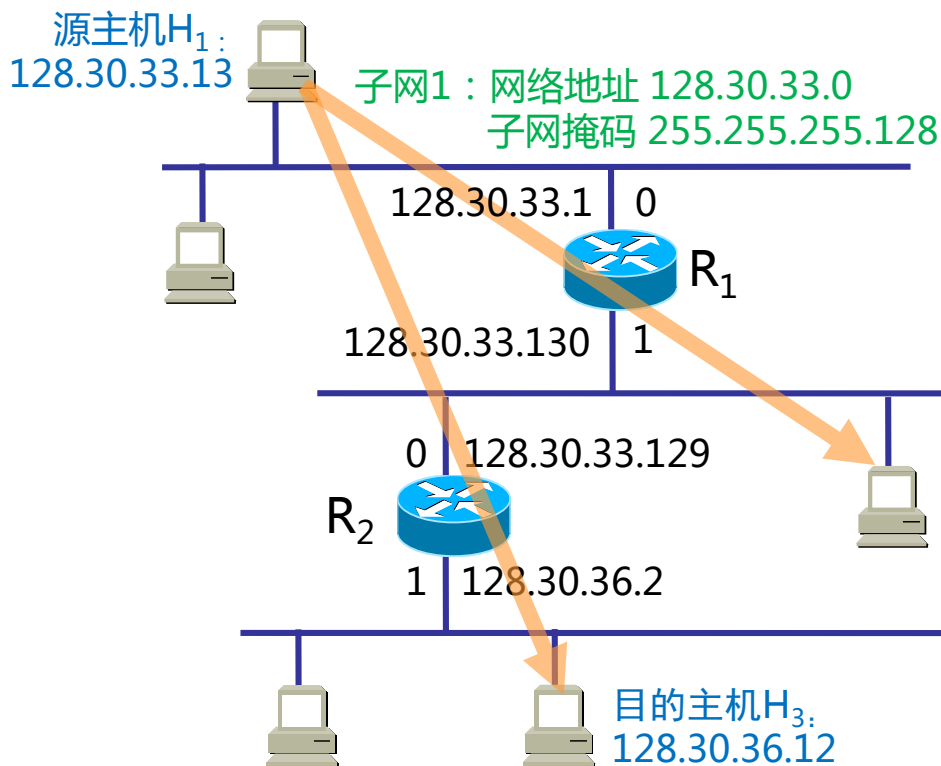 源主机H₁：
128.30.33.13
子网1：网络地址 128.30.33.0
子网掩码 255.255.255.128
128.30.33.1 0
R₁
128.30.33.130 1
0 128.30.33.129
R₂
1 128.30.36.2
目的主机H₃：
128.30.36.12